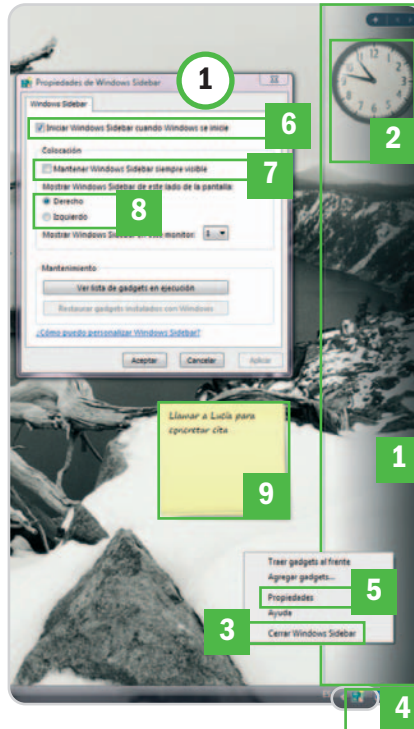 Propiedades de Windows Sidebar
1
Windows Sidebar
Iniciar Windows Sidebar cuando Windows se inicie
6
Colocación
Mantener Windows Sidebar siempre visible
7
Mostrar Windows Sidebar de este lado de la pantalla:
Derecho
Izquierdo
8
Mostrar Windows Sidebar en este monitor: 1
Mantenimiento
Ver lista de gadgets en ejecución
Restaurar gadgets instalados con Windows
¿Cómo puedo personalizar Windows Sidebar?
Aceptar Cancelar Aplicar
2
Llamar a Lucía para
concretar cita
9
1
Traer gadgets al frente
Agregar gadgets...
Propiedades
5
Ayuda
3
Cerrar Windows Sidebar
4